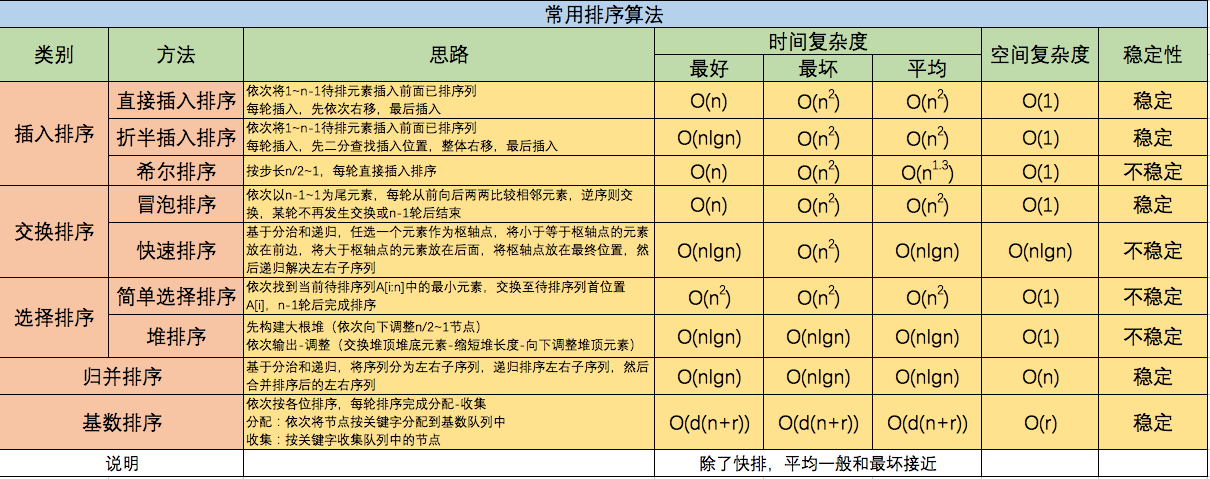 常用排序算法
类别 方法 思路 时间复杂度 空间复杂度 稳定性
最好 最坏 平均
插入排序
直接插入排序
依次将1~n-1待排元素插入前面已排序列
每轮插入，先依次右移，最后插入
O(n) O(n²) O(n²) O(1) 稳定
折半插入排序
依次将1~n-1待排元素插入前面已排序列
每轮插入，先二分查找插入位置，整体右移，最后插入
O(nlgn) O(n²) O(n²) O(1) 稳定
希尔排序
按步长n/2~1，每轮直接插入排序
O(n) O(n²) O(n¹·³) O(1) 不稳定
交换排序
冒泡排序
依次以n-1~1为尾元素，每轮从前向后两两比较相邻元素，逆序则交
换，某轮不再发生交换或n-1轮后结束
O(n) O(n²) O(n²) O(1) 稳定
快速排序
基于分治和递归，任选一个元素作为枢轴点，将小于等于枢轴点的元素
放在前边，将大于枢轴点的元素放在后面，将枢轴点放在最终位置，然
后递归解决左右子序列
O(nlgn) O(n²) O(nlgn) O(nlgn) 不稳定
选择排序
简单选择排序
依次找到当前待排序列A[i:n]中的最小元素，交换至待排序列首位置
A[i]，n-1轮后完成排序
O(n²) O(n²) O(n²) O(1) 不稳定
堆排序
先构建大根堆（依次向下调整n/2~1节点）
依次输出-调整（交换堆顶堆底元素-缩短堆长度-向下调整堆顶元素）
O(nlgn) O(nlgn) O(nlgn) O(1) 不稳定
归并排序
基于分治和递归，将序列分为左右子序列，递归排序左右子序列，然后
合并排序后的左右序列
O(nlgn) O(nlgn) O(nlgn) O(n) 稳定
基数排序
依次按各位排序，每轮排序完成分配-收集
分配：依次将节点按关键字分配到基数队列中
收集：按关键字收集队列中的节点
O(d(n+r)) O(d(n+r)) O(d(n+r)) O(r) 稳定
说明 除了快排，平均一般和最坏接近